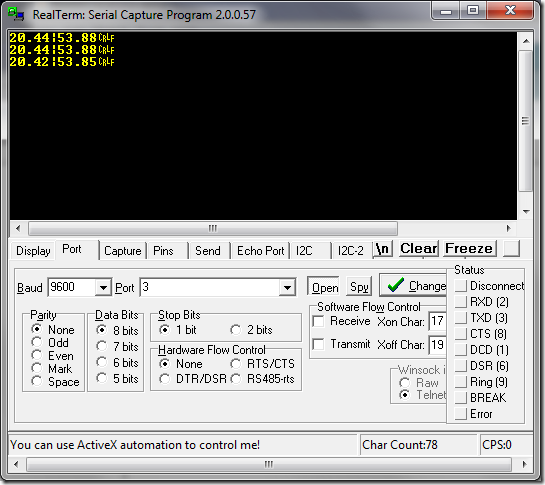 RealTerm: Serial Capture Program 2.0.0.57
20.44¦53.88CRLF
20.44¦53.88CRLF
20.42¦53.85CRLF
Display Port Capture Pins Send Echo Port I2C I2C-2 \n Clear Freeze
Baud 9600 Port 3 Open Spy Change
Parity
None
Odd
Even
Mark
Space
Data Bits
8 bits
7 bits
6 bits
5 bits
Stop Bits
1 bit 2 bits
Hardware Flow Control
None RTS/CTS
DTR/DSR RS485-rts
Software Flow Control
Receive Xon Char: 17
Transmit Xoff Char: 19
Winsock i
Raw
Telnet
Status
Disconnect
RXD (2)
TXD (3)
CTS (8)
DCD (1)
DSR (6)
Ring (9)
BREAK
Error
You can use ActiveX automation to control me! Char Count:78 CPS:0